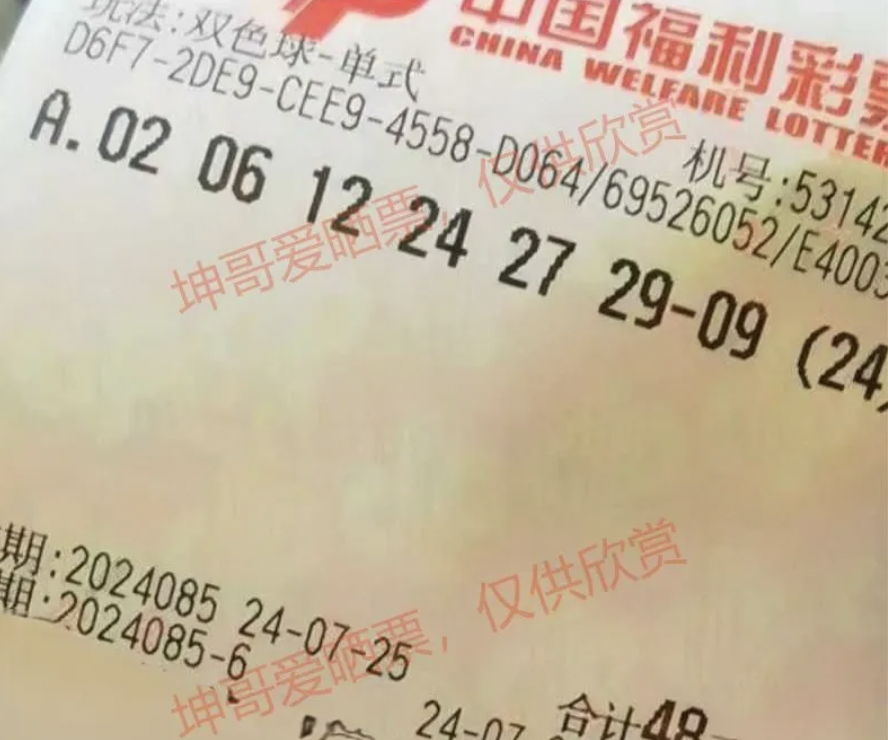 中国福利彩票
CHINA WELFARE LOTTER
玩法:双色球-单式
机号:53142
D6F7-2DE9-CEE9-4558-D064/69526052/E4003
A.02 06 12 24 27 29-09 (24)
坤哥爱晒票，仅供欣赏
期:2024085 24-07-25
期:2024085-6
坤哥爱晒票，仅供欣赏
24-07
合计48